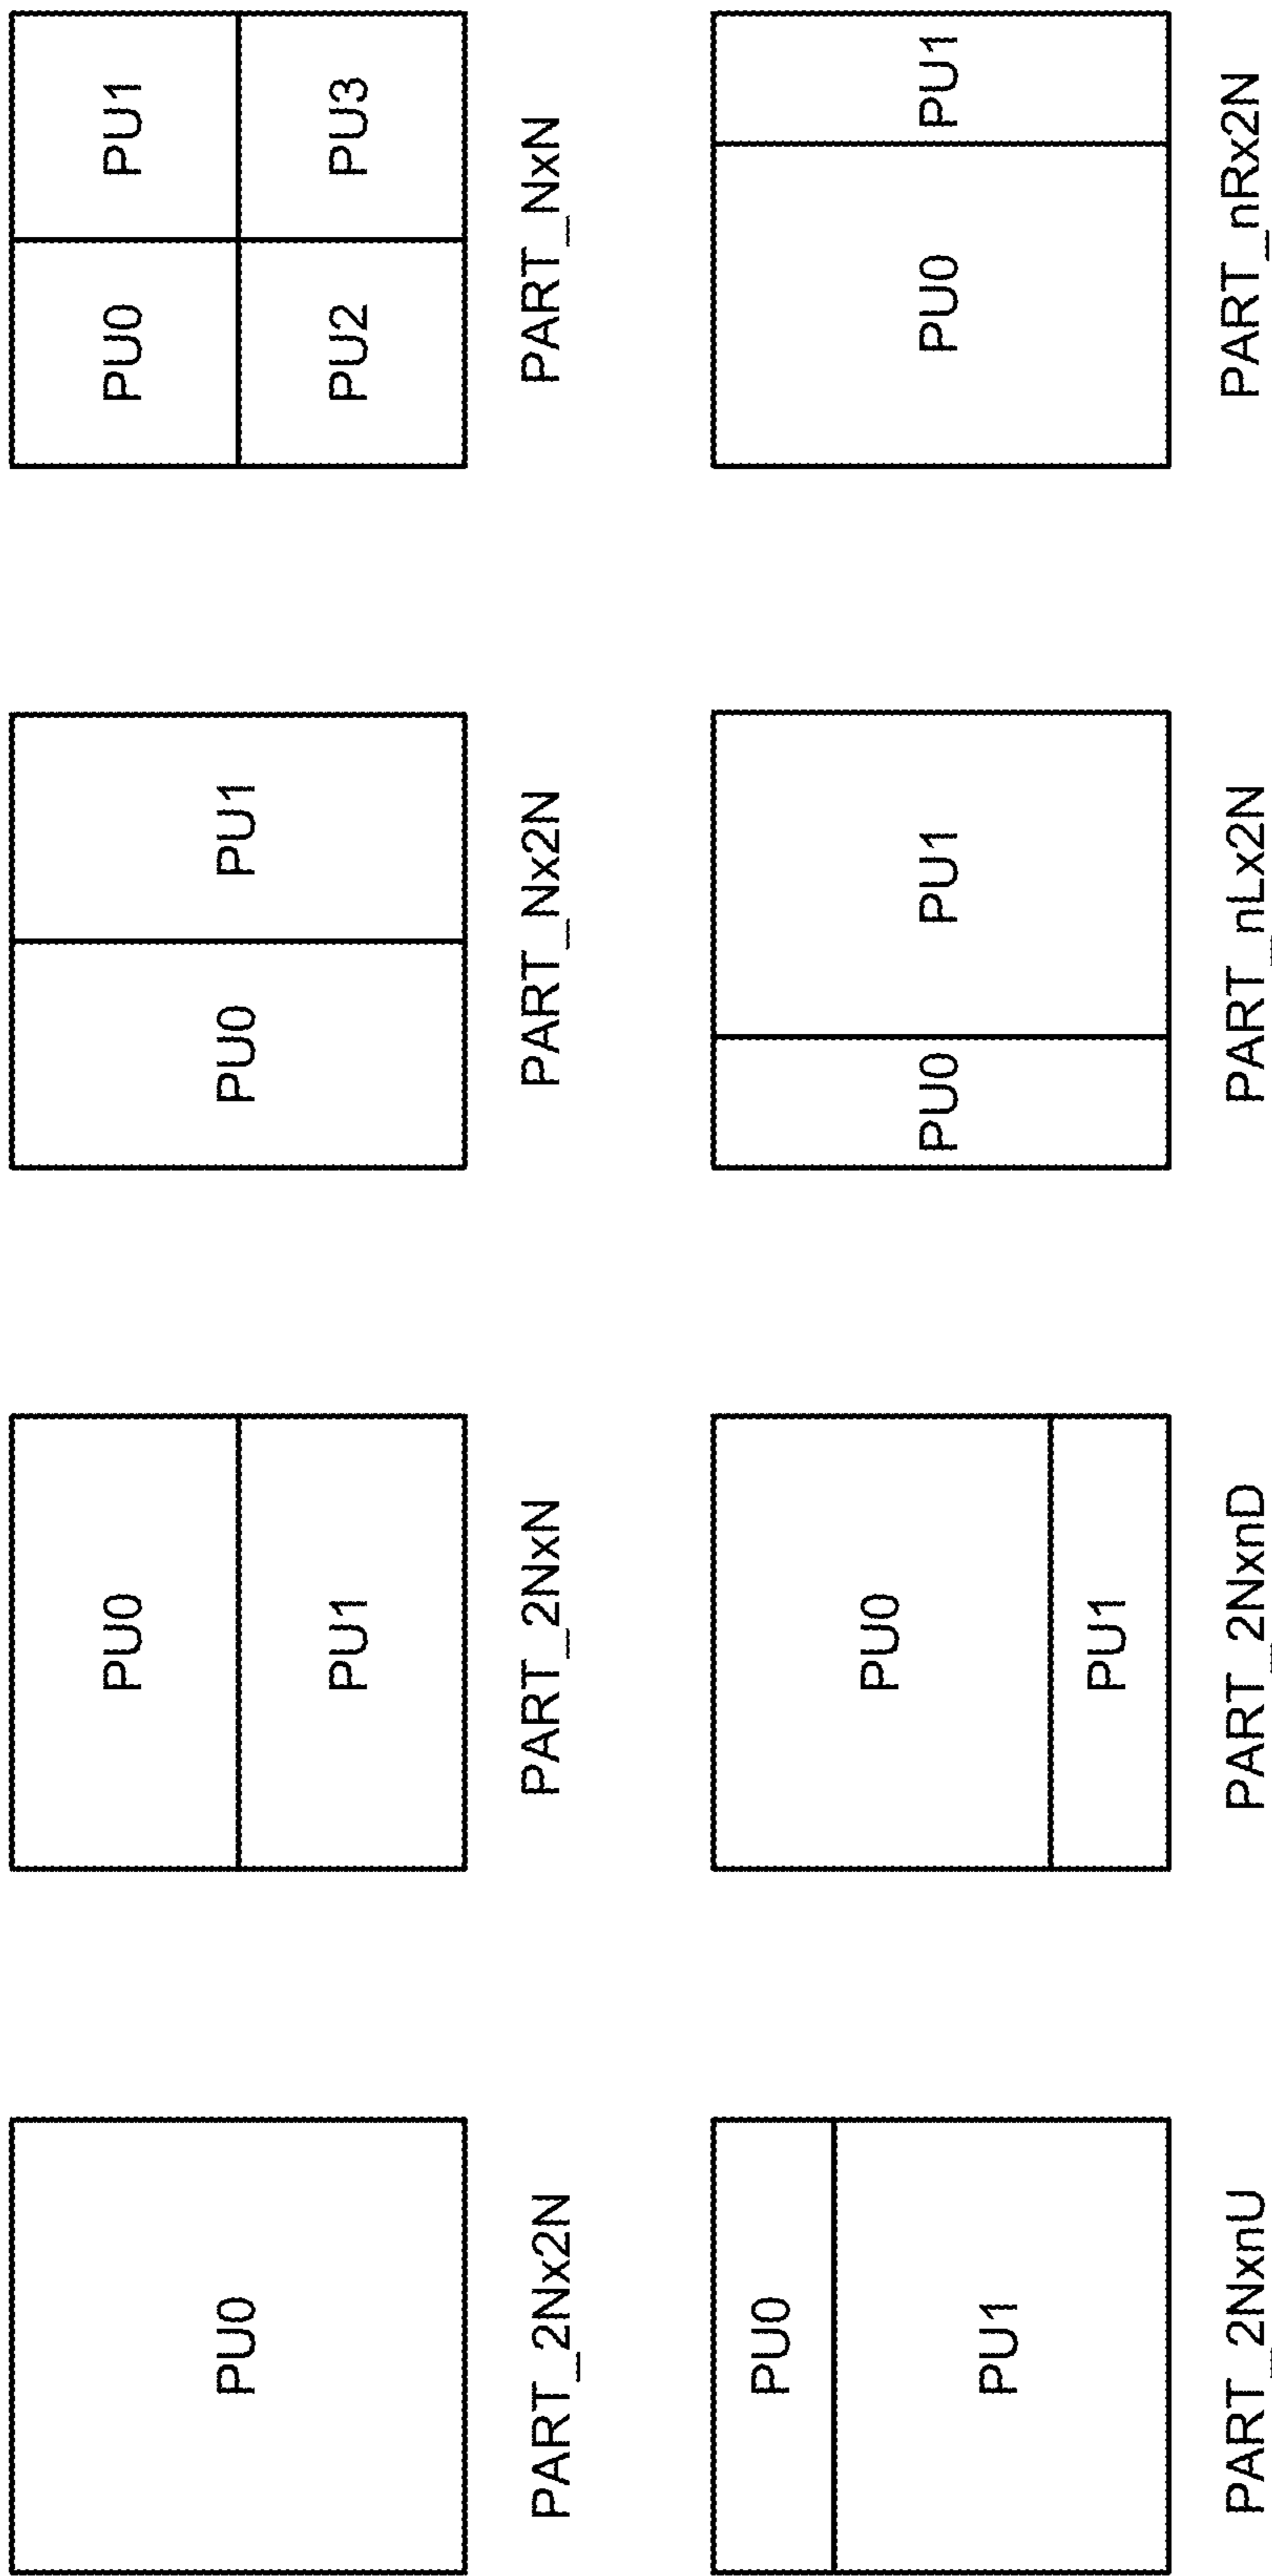 PU0
PART_2Nx2N
PU0
PU1
PART_2NxN
PU0
PU1
PART_Nx2N
PU0
PU1
PU2
PU3
PART_NxN
PU0
PU1
PART_2NxnU
PU0
PU1
PART_2NxnD
PU0
PU1
PART_nLx2N
PU0
PU1
PART_nRx2N